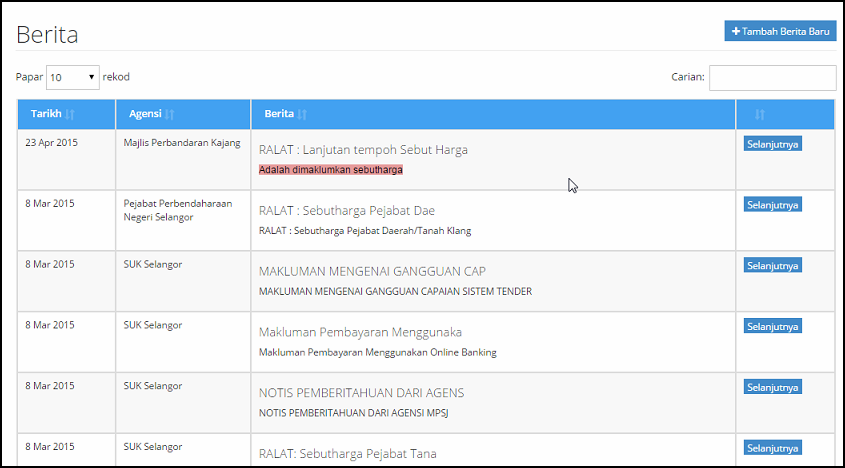 Berita
Tambah Berita Baru
Papar 10 rekod
Carian:
Tarikh Agensi Berita
23 Apr 2015
Majlis Perbandaran Kajang
RALAT : Lanjutan tempoh Sebut Harga
Adalah dimaklumkan sebutharga
Selanjutnya
8 Mar 2015
Pejabat Perbendaharaan
Negeri Selangor
RALAT : Sebutharga Pejabat Dae
RALAT : Sebutharga Pejabat Daerah/Tanah Klang
Selanjutnya
8 Mar 2015
SUK Selangor
MAKLUMAN MENGENAI GANGGUAN CAP
MAKLUMAN MENGENAI GANGGUAN CAPAIAN SISTEM TENDER
Selanjutnya
8 Mar 2015
SUK Selangor
Makluman Pembayaran Menggunaka
Makluman Pembayaran Menggunakan Online Banking
Selanjutnya
8 Mar 2015
SUK Selangor
NOTIS PEMBERITAHUAN DARI AGENS
NOTIS PEMBERITAHUAN DARI AGENSI MPSJ
Selanjutnya
8 Mar 2015
SUK Selangor
RALAT: Sebutharga Pejabat Tana
Selanjutnya